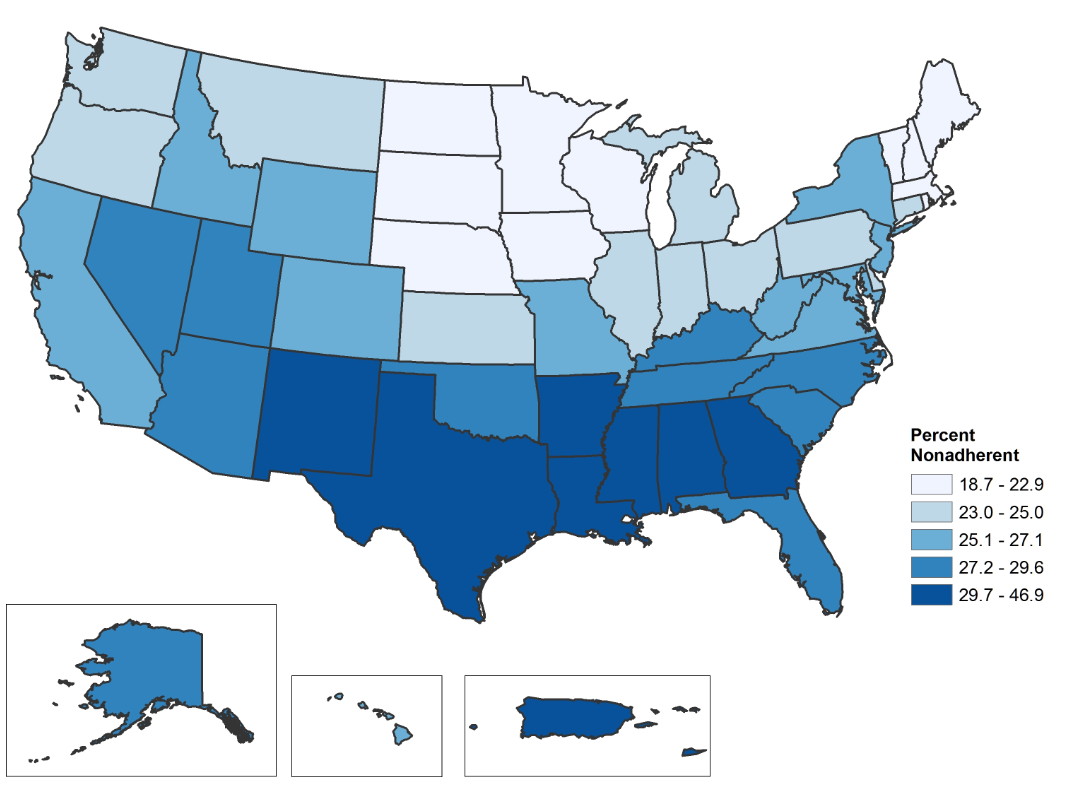 Percent
Nonadherent
18.7 - 22.9
23.0 - 25.0
25.1 - 27.1
27.2 - 29.6
29.7 - 46.9